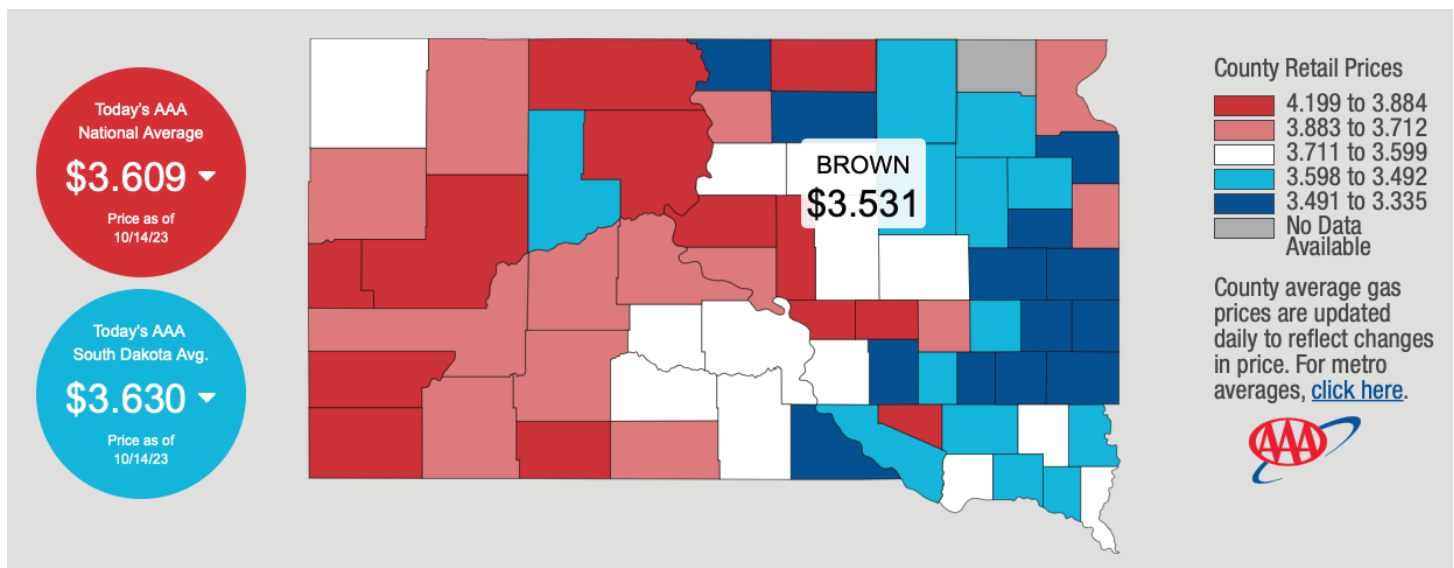 Today's AAA
National Average
$3.609
Price as of
10/14/23
Today's AAA
South Dakota Avg.
$3.630
Price as of
10/14/23
BROWN
$3.531
County Retail Prices
4.199 to 3.884
3.883 to 3.712
3.711 to 3.599
3.598 to 3.492
3.491 to 3.335
No Data
Available
County average gas
prices are updated
daily to reflect changes
in price. For metro
averages, click here.
AAA